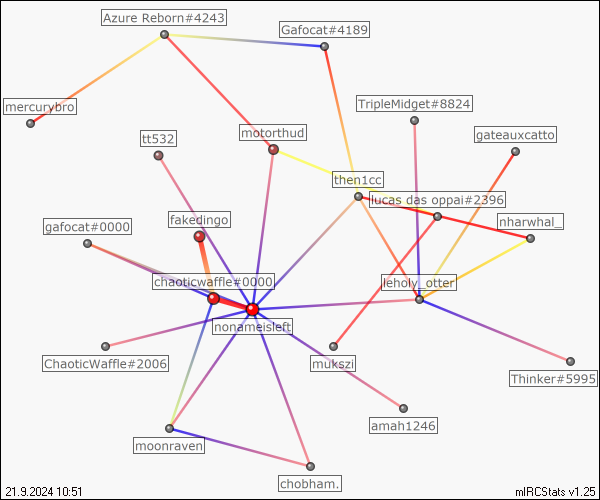 Azure Reborn#4243
Gafocat#4189
mercurybro
TripleMidget#8824
tt532
motorthud
gateauxcatto
then1cc
lucas das oppai#2396
fakedingo
gafocat#0000
nharwhal_
chaoticwaffle#0000
leholy_otter
nonameisleft
ChaoticWaffle#2006
mukszi
Thinker#5995
amah1246
moonraven
chobham.
21.9.2024 10:51
mIRCStats v1.25